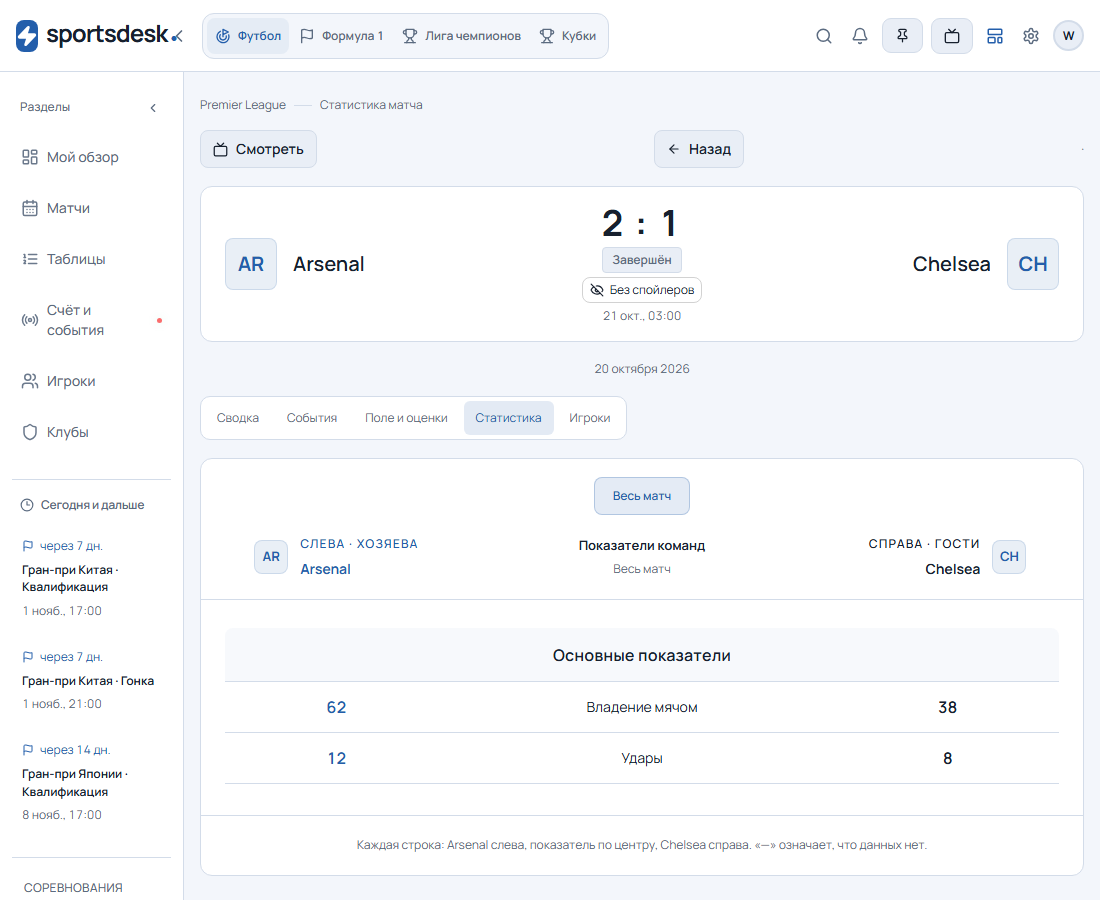 sportsdesk
Футбол
Формула 1
Лига чемпионов
Кубки
W
Разделы
Мой обзор
Матчи
Таблицы
Счёт и
события
Игроки
Клубы
Сегодня и дальше
через 7 дн.
Гран-при Китая ·
Квалификация
1 нояб., 17:00
через 7 дн.
Гран-при Китая · Гонка
1 нояб., 21:00
через 14 дн.
Гран-при Японии ·
Квалификация
8 нояб., 17:00
СОРЕВНОВАНИЯ
Premier League — Статистика матча
Смотреть
Назад
AR Arsenal
2 : 1
Завершён
Без спойлеров
21 окт., 03:00
Chelsea CH
20 октября 2026
Сводка
События
Поле и оценки
Статистика
Игроки
Весь матч
AR
СЛЕВА · ХОЗЯЕВА
Arsenal
Показатели команд
Весь матч
СПРАВА · ГОСТИ
Chelsea
CH
Основные показатели
62 Владение мячом 38
12 Удары 8
Каждая строка: Arsenal слева, показатель по центру, Chelsea справа. «—» означает, что данных нет.